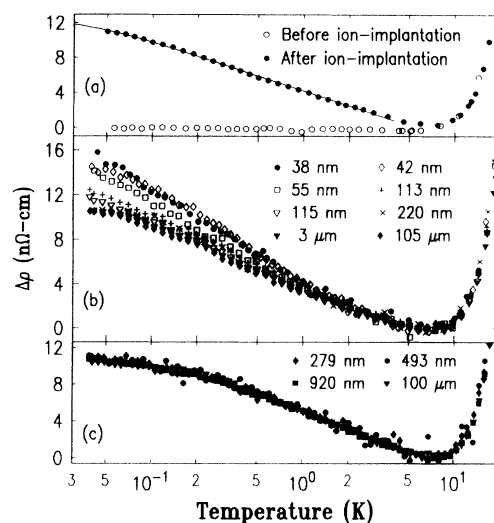 12
8
4
0
○ Before ion-implantation
● After ion-implantation
(a)
Δρ (nΩ-cm)
16
12
8
4
0
● 38 nm ◇ 42 nm
□ 55 nm + 113 nm
▽ 115 nm × 220 nm
▼ 3 μm ♦ 105 μm
(b)
12
8
4
0
♦ 279 nm ● 493 nm
■ 920 nm ▼ 100 μm
(c)
3 5 10⁻¹ 2 5 10⁰ 2 5 10¹
Temperature (K)